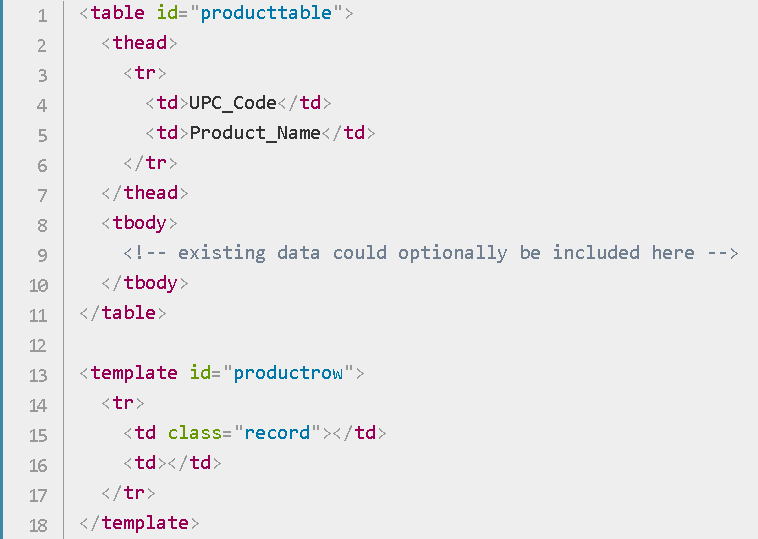 1 <table id="producttable">
2   <thead>
3     <tr>
4       <td>UPC_Code</td>
5       <td>Product_Name</td>
6     </tr>
7   </thead>
8   <tbody>
9     <!-- existing data could optionally be included here -->
10   </tbody>
11 </table>
12
13 <template id="productrow">
14   <tr>
15     <td class="record"></td>
16     <td></td>
17   </tr>
18 </template>